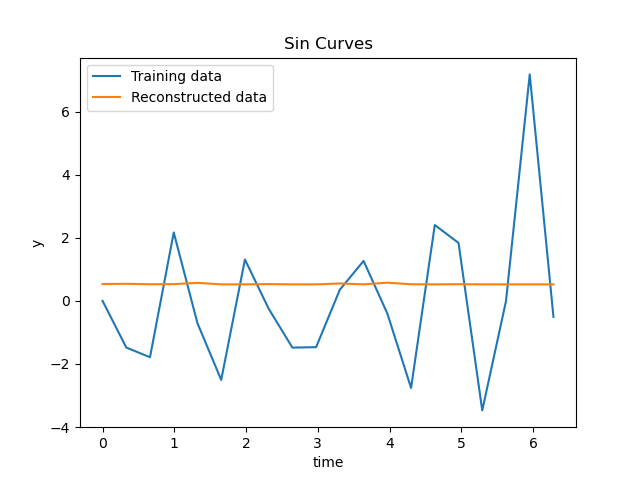 Sin Curves
Training data
Reconstructed data
6
4
2
0
−2
−4
y
0 1 2 3 4 5 6
time